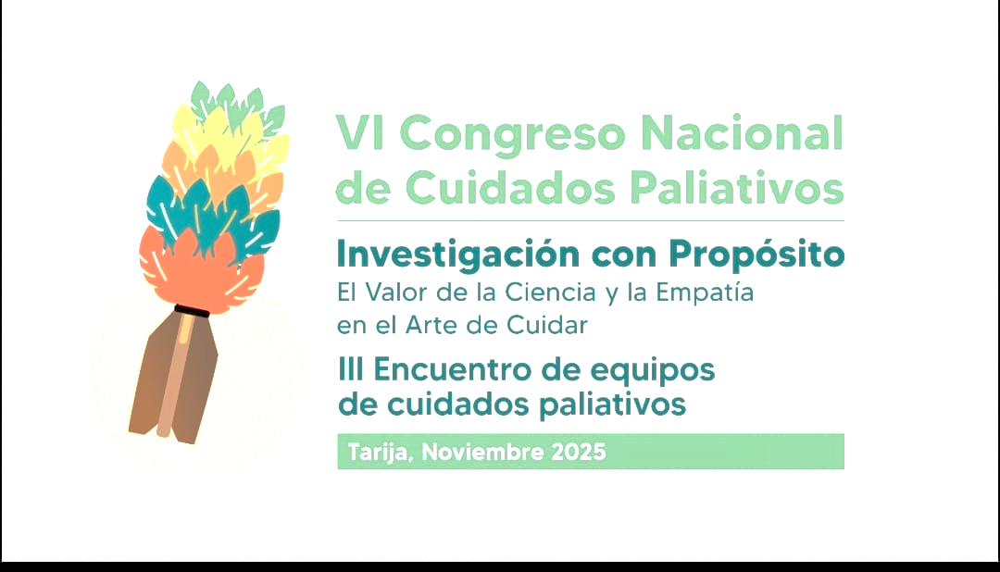 VI Congreso Nacional
de Cuidados Paliativos
Investigación con Propósito
El Valor de la Ciencia y la Empatía
en el Arte de Cuidar
III Encuentro de equipos
de cuidados paliativos
Tarija, Noviembre 2025